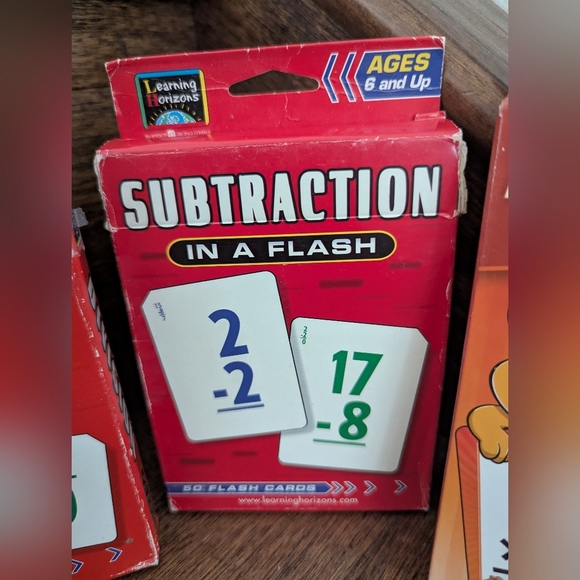 Learning
Horizons
AGES
6 and Up
SUBTRACTION
IN A FLASH
2
-2
17
-8
50 FLASH CARDS
www.learninghorizons.com